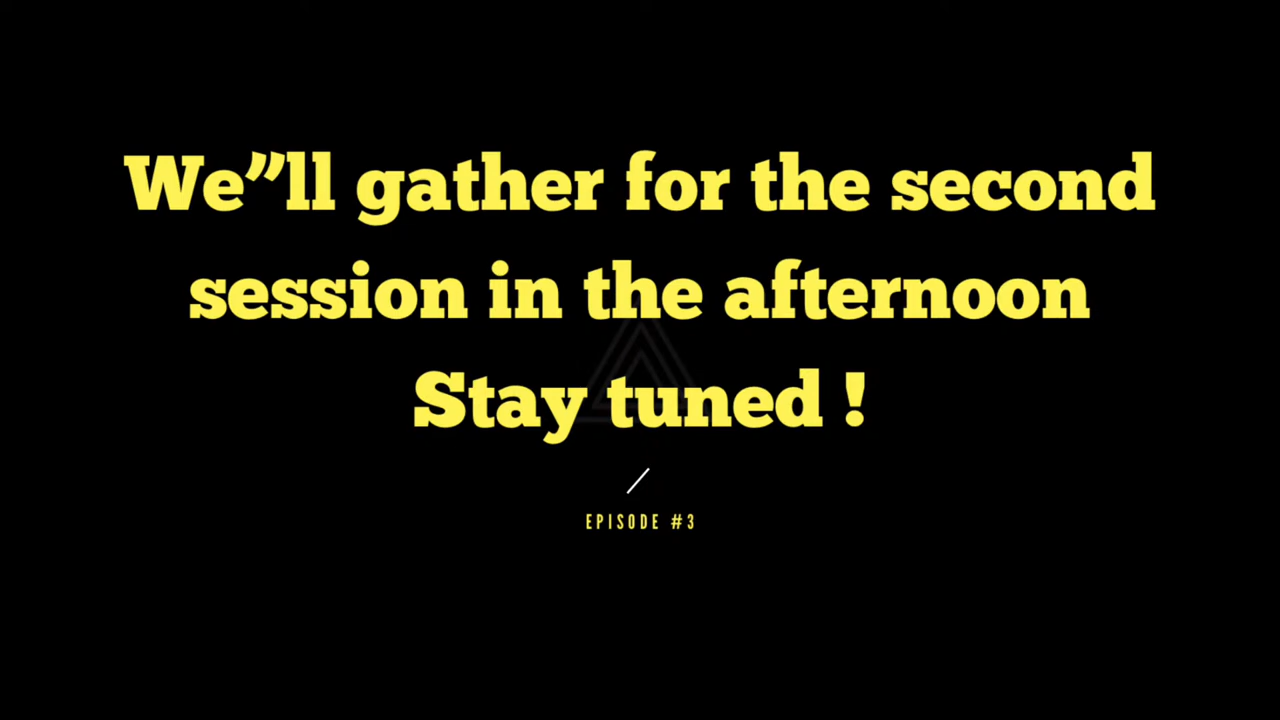 We”ll gather for the second
session in the afternoon
Stay tuned !
EPISODE #3